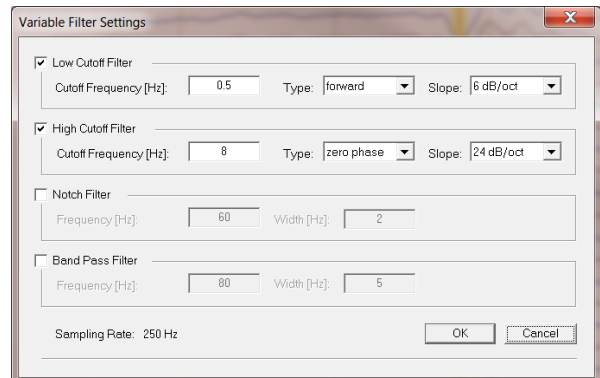 Variable Filter Settings
Low Cutoff Filter
Cutoff Frequency [Hz]: 0.5 Type: forward Slope: 6 dB/oct
High Cutoff Filter
Cutoff Frequency [Hz]: 8 Type: zero phase Slope: 24 dB/oct
Notch Filter
Frequency [Hz]: 60 Width [Hz]: 2
Band Pass Filter
Frequency [Hz]: 80 Width [Hz]: 5
Sampling Rate: 250 Hz OK Cancel